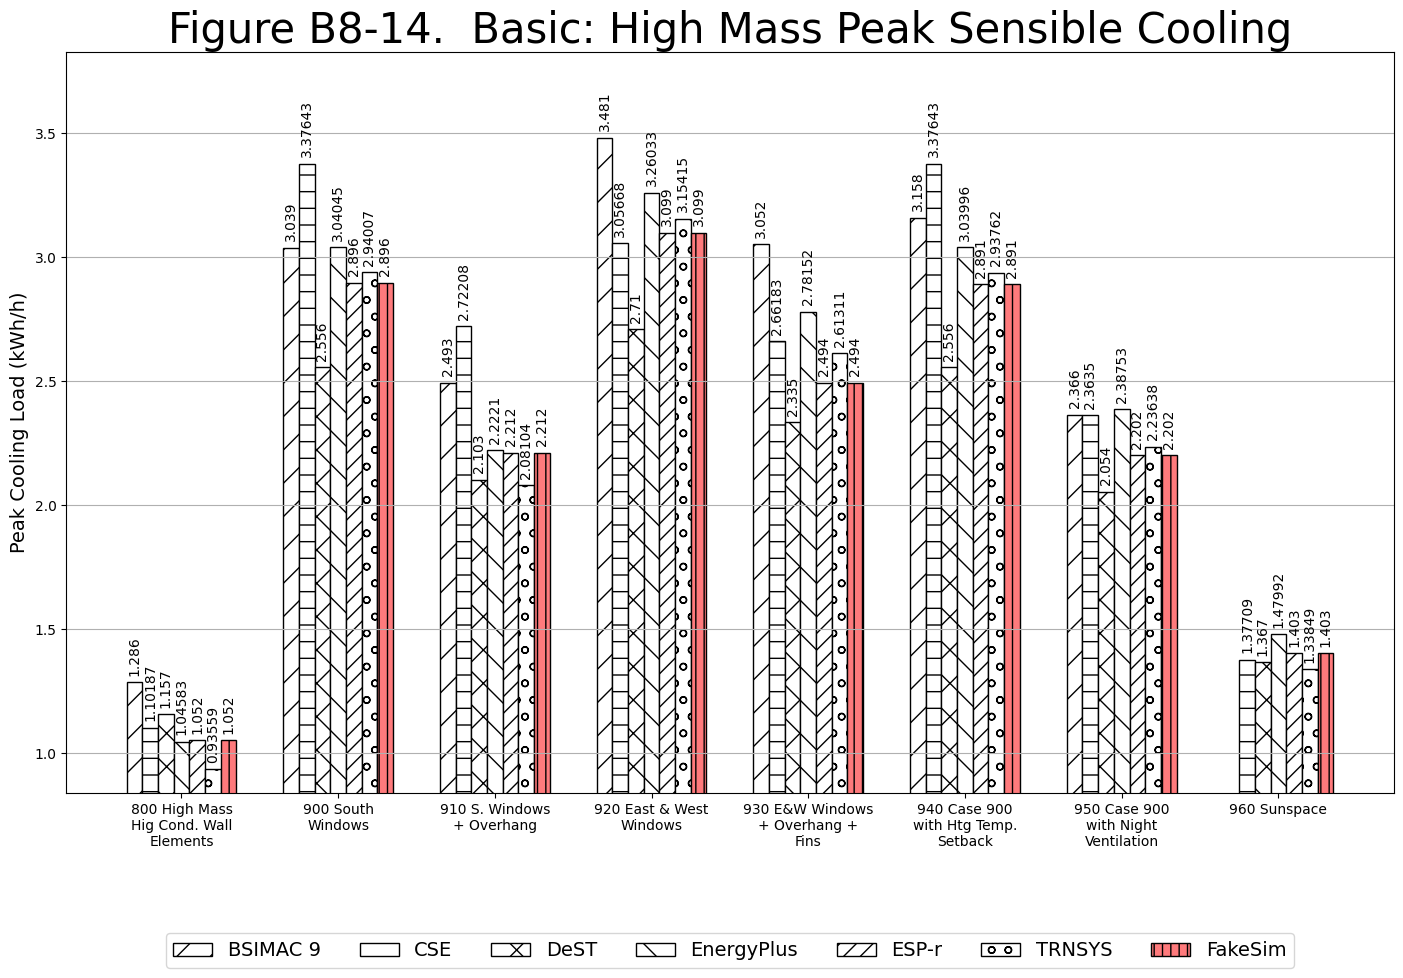 Figure B8-14.  Basic: High Mass Peak Sensible Cooling
Peak Cooling Load (kWh/h)
3.5
3.0
2.5
2.0
1.5
1.0
1.286
1.10187
1.157
1.04583
1.052
0.93559
1.052
3.039
3.37643
2.556
3.04045
2.896
2.94007
2.896
2.493
2.72208
2.103
2.2221
2.212
2.08104
2.212
3.481
3.05668
2.71
3.26033
3.099
3.15415
3.099
3.052
2.66183
2.335
2.78152
2.494
2.61311
2.494
3.158
3.37643
2.556
3.03996
2.891
2.93762
2.891
2.366
2.3635
2.054
2.38753
2.202
2.23638
2.202
1.37709
1.367
1.47992
1.403
1.33849
1.403
800 High Mass
Hig Cond. Wall
Elements
900 South
Windows
910 S. Windows
+ Overhang
920 East & West
Windows
930 E&W Windows
+ Overhang +
Fins
940 Case 900
with Htg Temp.
Setback
950 Case 900
with Night
Ventilation
960 Sunspace
BSIMAC 9 CSE DeST EnergyPlus ESP-r TRNSYS FakeSim